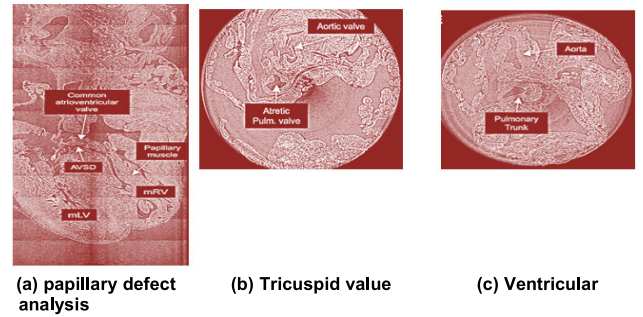 Common
atrioventricular
valve
Papillary
muscle
AVSD
mRV
mLV
Aortic valve
Atretic
Pulm. valve
E
Aorta
Pulmonary
Trunk
(a) papillary defect
analysis
(b) Tricuspid value
(c) Ventricular